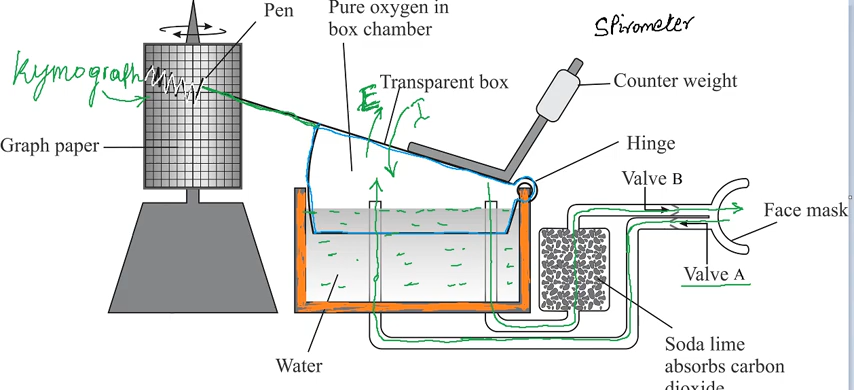 Pen
Pure oxygen in
box chamber
Spirometer
Kymograph
E
I
Transparent box
Counter weight
Graph paper
Hinge
Valve B
Face mask
Valve A
Water
Soda lime
absorbs carbon
dioxide